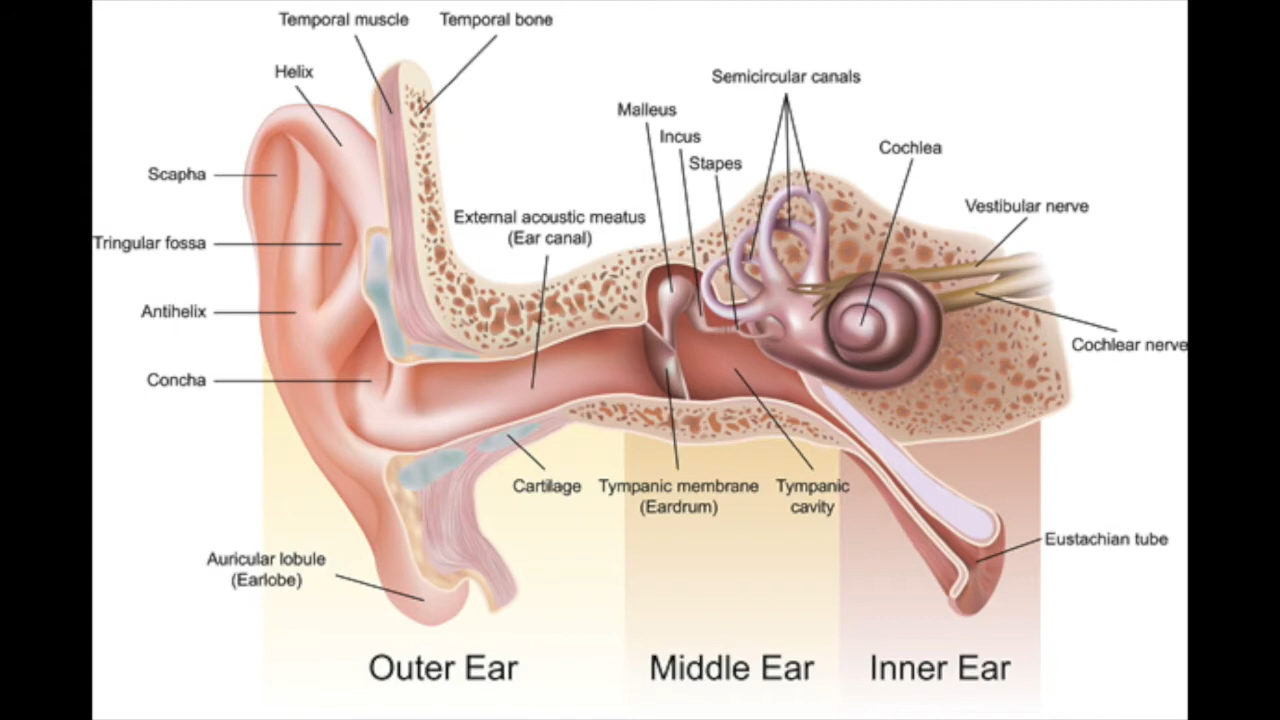 Temporal muscle
Temporal bone
Helix
Semicircular canals
Malleus
Incus
Stapes
Cochlea
Scapha
Vestibular nerve
External acoustic meatus
(Ear canal)
Tringular fossa
Antihelix
Cochlear nerve
Concha
Cartilage
Tympanic membrane
(Eardrum)
Tympanic
cavity
Eustachian tube
Auricular lobule
(Earlobe)
Outer Ear
Middle Ear
Inner Ear